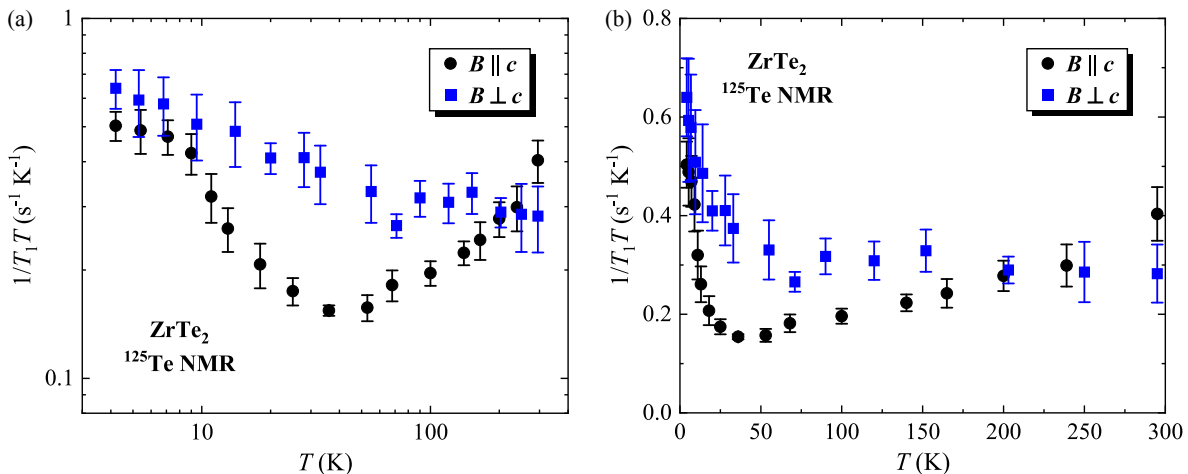 (a)
1
B || c
B ⊥ c
1/T₁T (s⁻¹ K⁻¹)
ZrTe₂
¹²⁵Te NMR
0.1
10
100
T (K)
(b)
0.8
ZrTe₂
¹²⁵Te NMR
B || c
B ⊥ c
0.6
1/T₁T (s⁻¹ K⁻¹)
0.4
0.2
0.0
0
50
100
150
200
250
300
T (K)